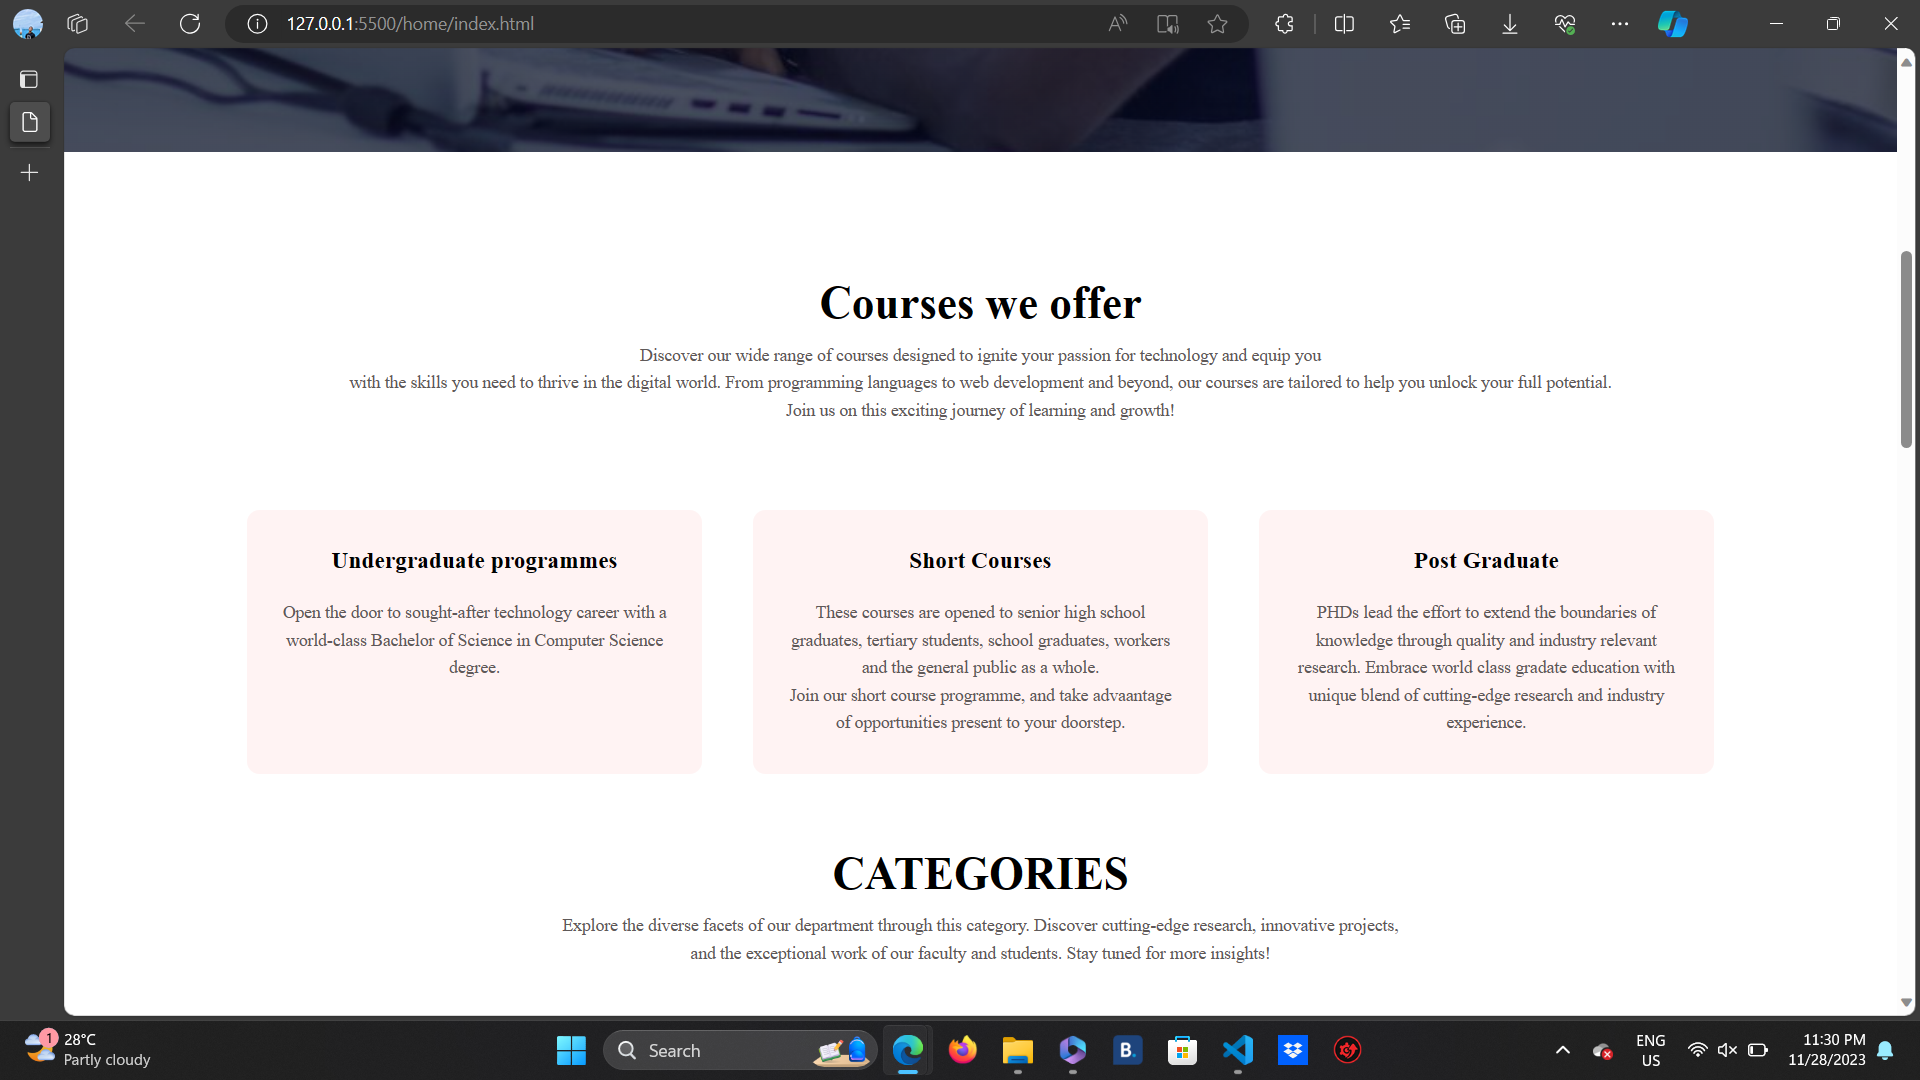 127.0.0.1:5500/home/index.html
Courses we offer
Discover our wide range of courses designed to ignite your passion for technology and equip you
with the skills you need to thrive in the digital world. From programming languages to web development and beyond, our courses are tailored to help you unlock your full potential.
Join us on this exciting journey of learning and growth!
Undergraduate programmes
Open the door to sought-after technology career with a
world-class Bachelor of Science in Computer Science
degree.
Short Courses
These courses are opened to senior high school
graduates, tertiary students, school graduates, workers
and the general public as a whole.
Join our short course programme, and take advaantage
of opportunities present to your doorstep.
Post Graduate
PHDs lead the effort to extend the boundaries of
knowledge through quality and industry relevant
research. Embrace world class gradate education with
unique blend of cutting-edge research and industry
experience.
CATEGORIES
Explore the diverse facets of our department through this category. Discover cutting-edge research, innovative projects,
and the exceptional work of our faculty and students. Stay tuned for more insights!
1
28°C
Partly cloudy
Search
B.
ENG
US
11:30 PM
11/28/2023